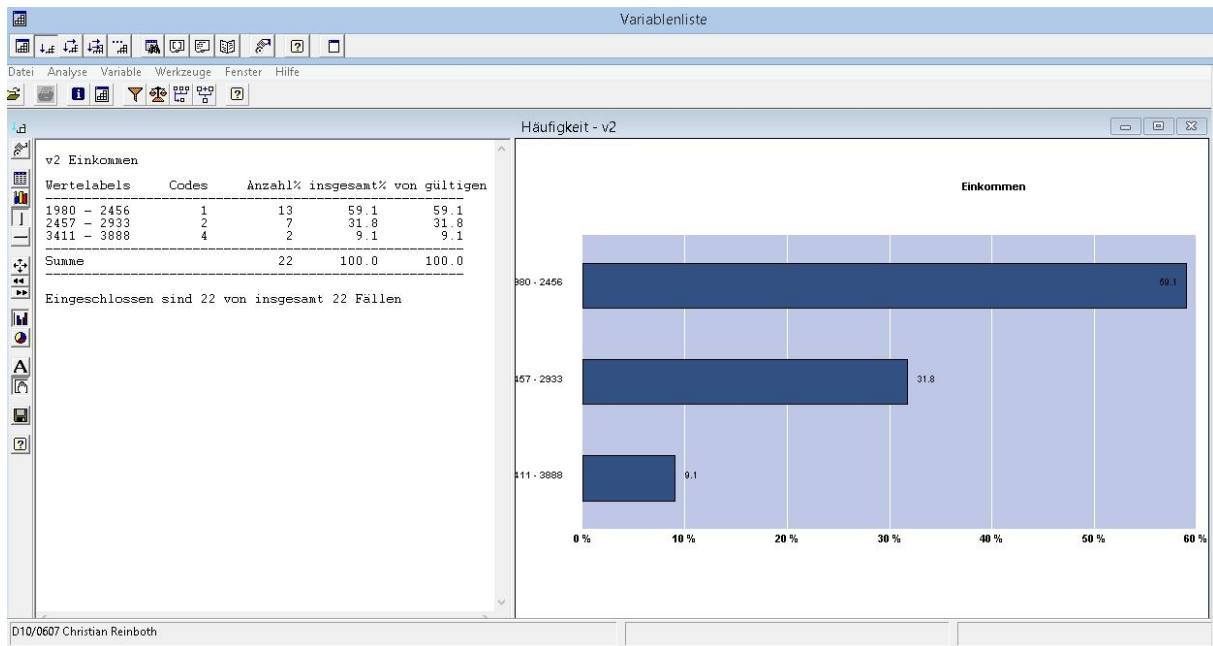 Variablenliste
Datei Analyse Variable Werkzeuge Fenster Hilfe
Häufigkeit - v2
v2 Einkommen
Wertelabels Codes Anzahl% insgesamt% von gültigen
1980 - 2456 1 13 59.1 59.1
2457 - 2933 2 7 31.8 31.8
3411 - 3888 4 2 9.1 9.1
Summe 22 100.0 100.0
Eingeschlossen sind 22 von insgesamt 22 Fällen
Einkommen
980 - 2456
59.1
457 - 2933
31.8
411 - 3888
9.1
0 % 10 % 20 % 30 % 40 % 50 % 60 %
D10/0607 Christian Reinboth